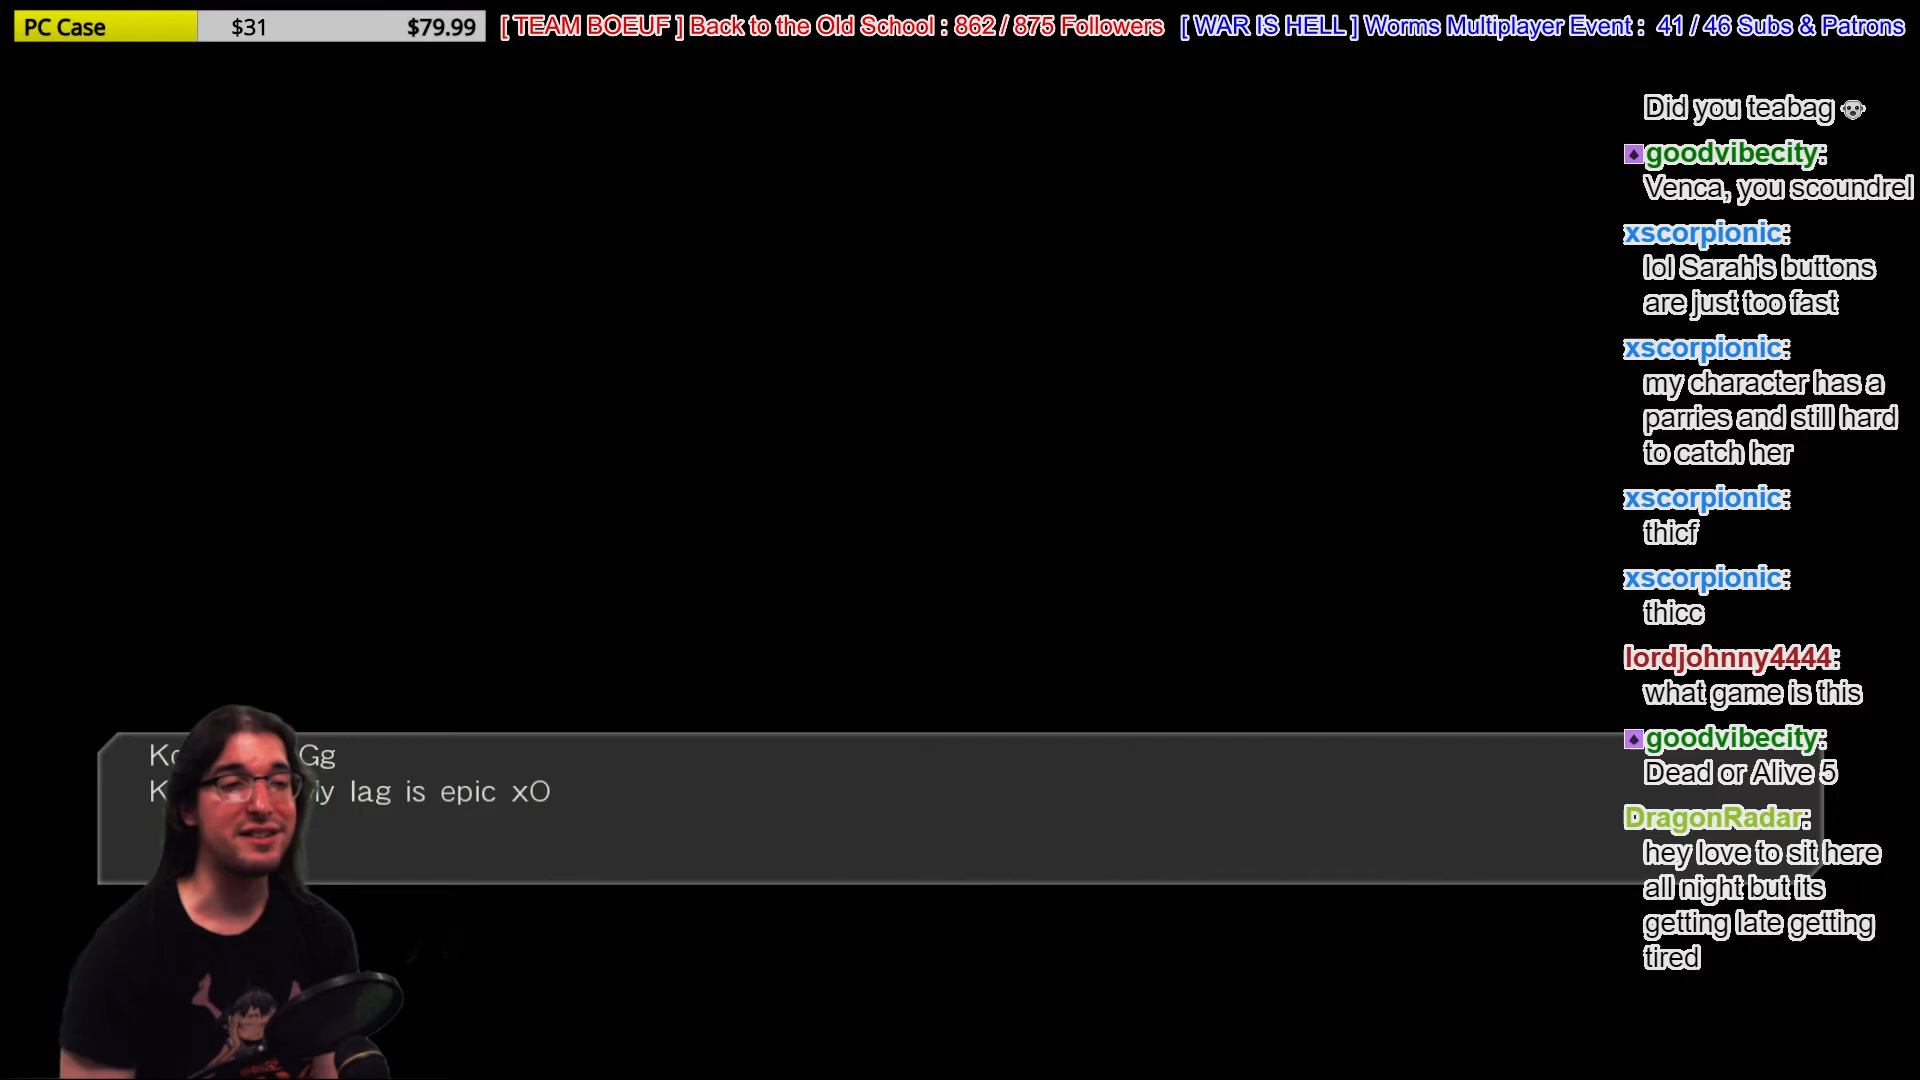 PC Case $31 $79.99 [ TEAM BOEUF ] Back to the Old School : 862 / 875 Followers [ WAR IS HELL ] Worms Multiplayer Event : 41 / 46 Subs & Patrons
Did you teabag
goodvibecity:
Venca, you scoundrel
xscorpionic:
lol Sarah's buttons
are just too fast
xscorpionic:
my character has a
parries and still hard
to catch her
xscorpionic:
thicf
xscorpionic:
thicc
lordjohnny4444:
what game is this
goodvibecity:
Dead or Alive 5
DragonRadar:
hey love to sit here
all night but its
getting late getting
tired
Gg
lag is epic xO